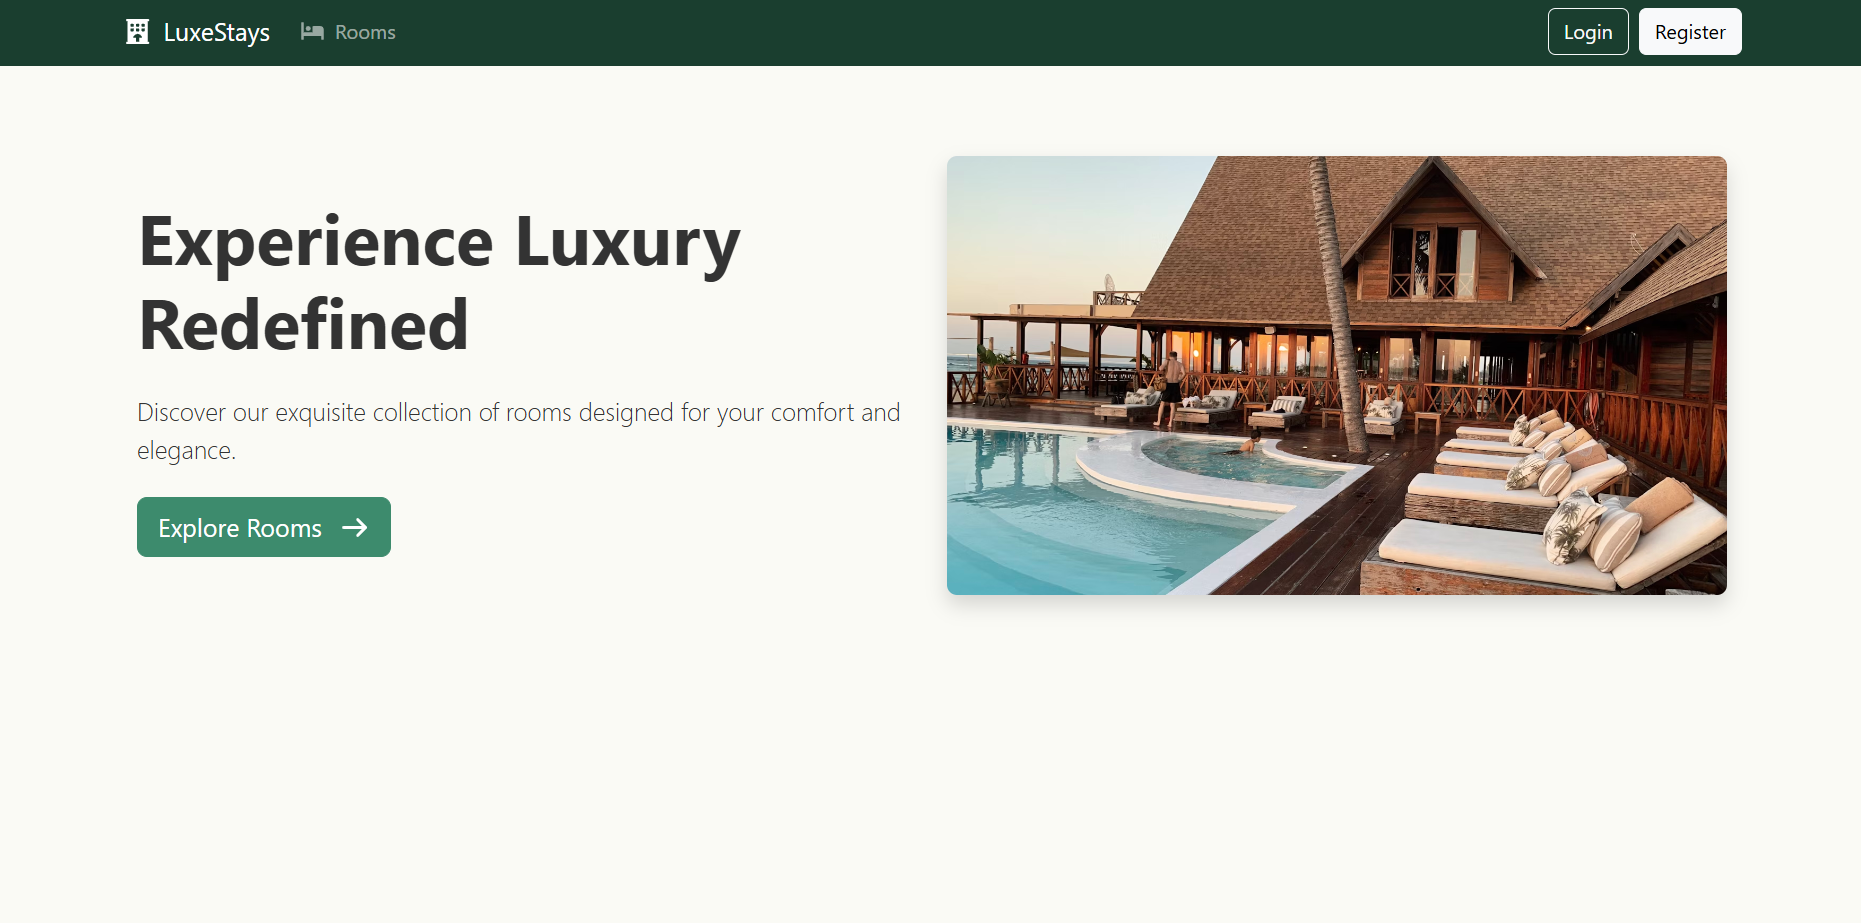 LuxeStays
Rooms
Login
Register
Experience Luxury
Redefined
Discover our exquisite collection of rooms designed for your comfort and
elegance.
Explore Rooms